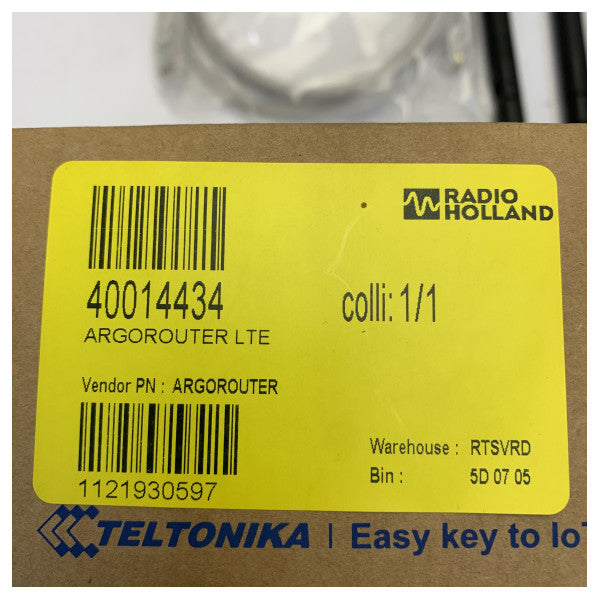 RADIO
HOLLAND
40014434
colli: 1/1
ARGOROUTER LTE
Vendor PN : ARGOROUTER
Warehouse : RTSVRD
Bin : 5D 07 05
1121930597
TELTONIKA | Easy key to IoT